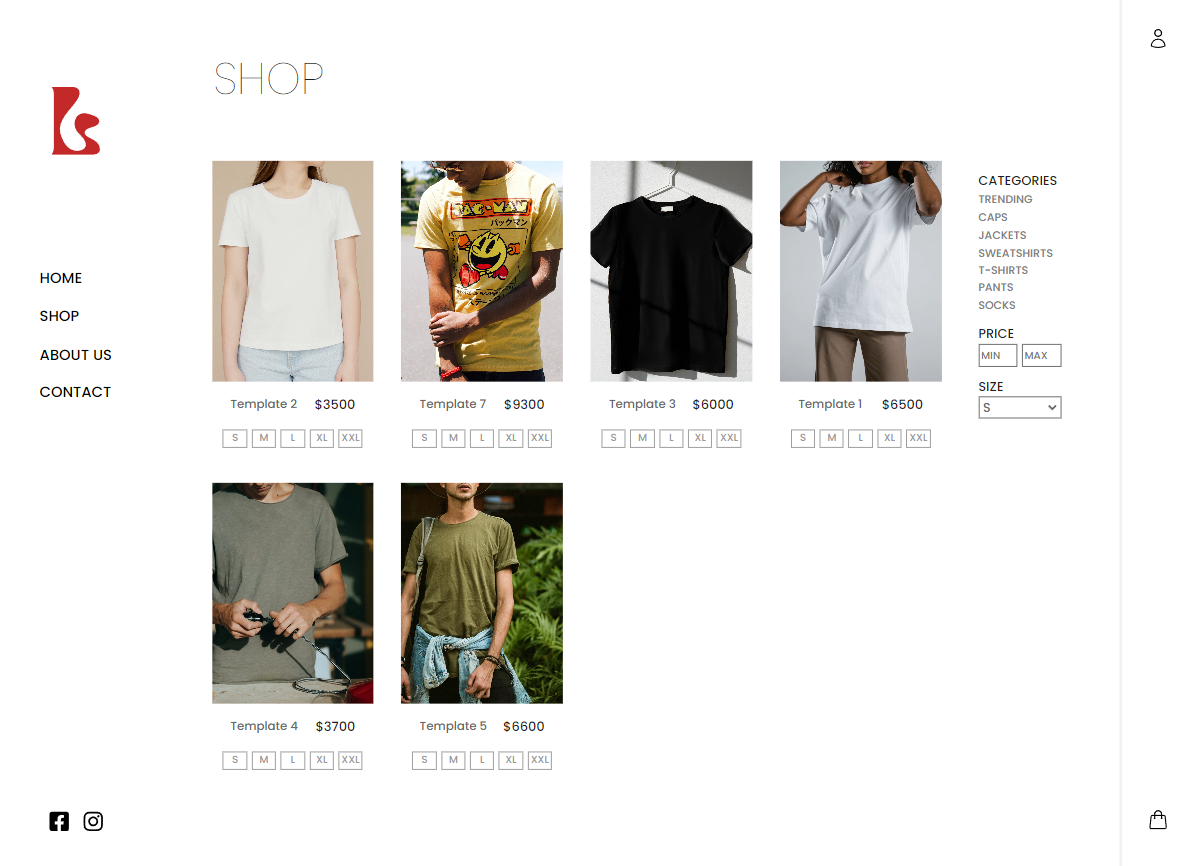 SHOP
HOME
SHOP
ABOUT US
CONTACT
PAC-MAN
パックマン
Template 2 $3500
S M L XL XXL
Template 7 $9300
S M L XL XXL
Template 3 $6000
S M L XL XXL
Template 1 $6500
S M L XL XXL
Template 4 $3700
S M L XL XXL
Template 5 $6600
S M L XL XXL
CATEGORIES
TRENDING
CAPS
JACKETS
SWEATSHIRTS
T-SHIRTS
PANTS
SOCKS
PRICE
MIN MAX
SIZE
S